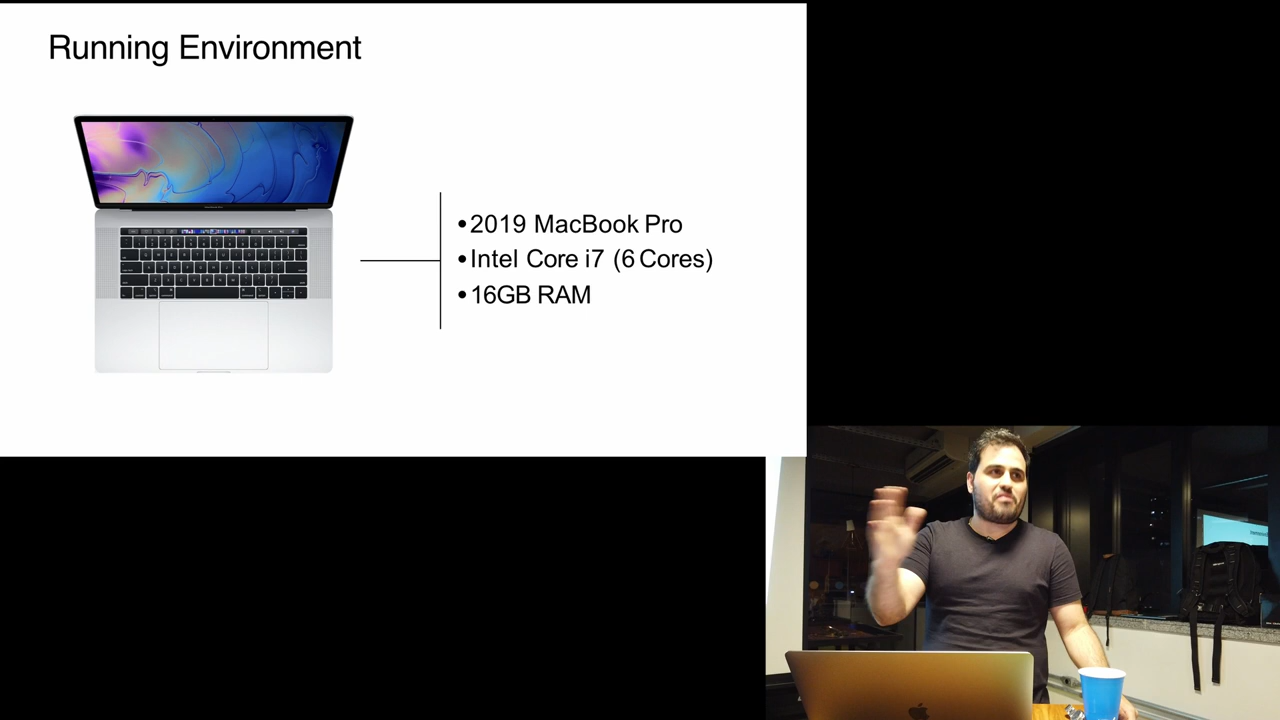 Running Environment
•2019 MacBook Pro
•Intel Core i7 (6 Cores)
•16GB RAM